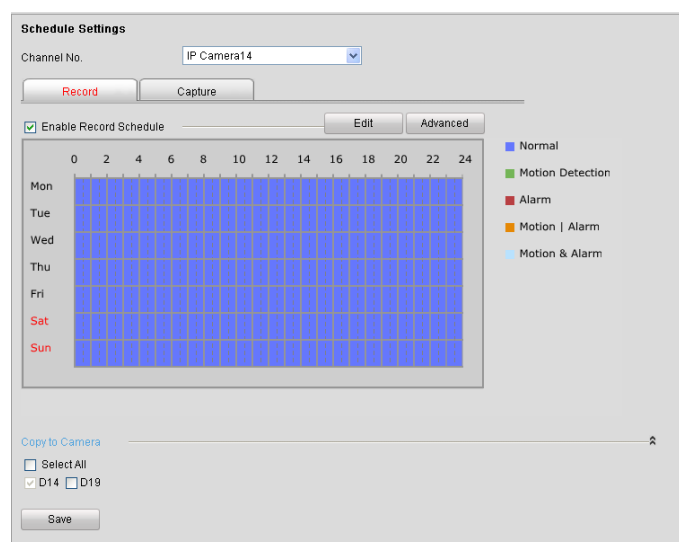 Schedule Settings
Channel No. IP Camera14
Record Capture
Enable Record Schedule Edit Advanced
0 2 4 6 8 10 12 14 16 18 20 22 24
Mon
Tue
Wed
Thu
Fri
Sat
Sun
Normal
Motion Detection
Alarm
Motion | Alarm
Motion & Alarm
Copy to Camera
Select All
D14 D19
Save